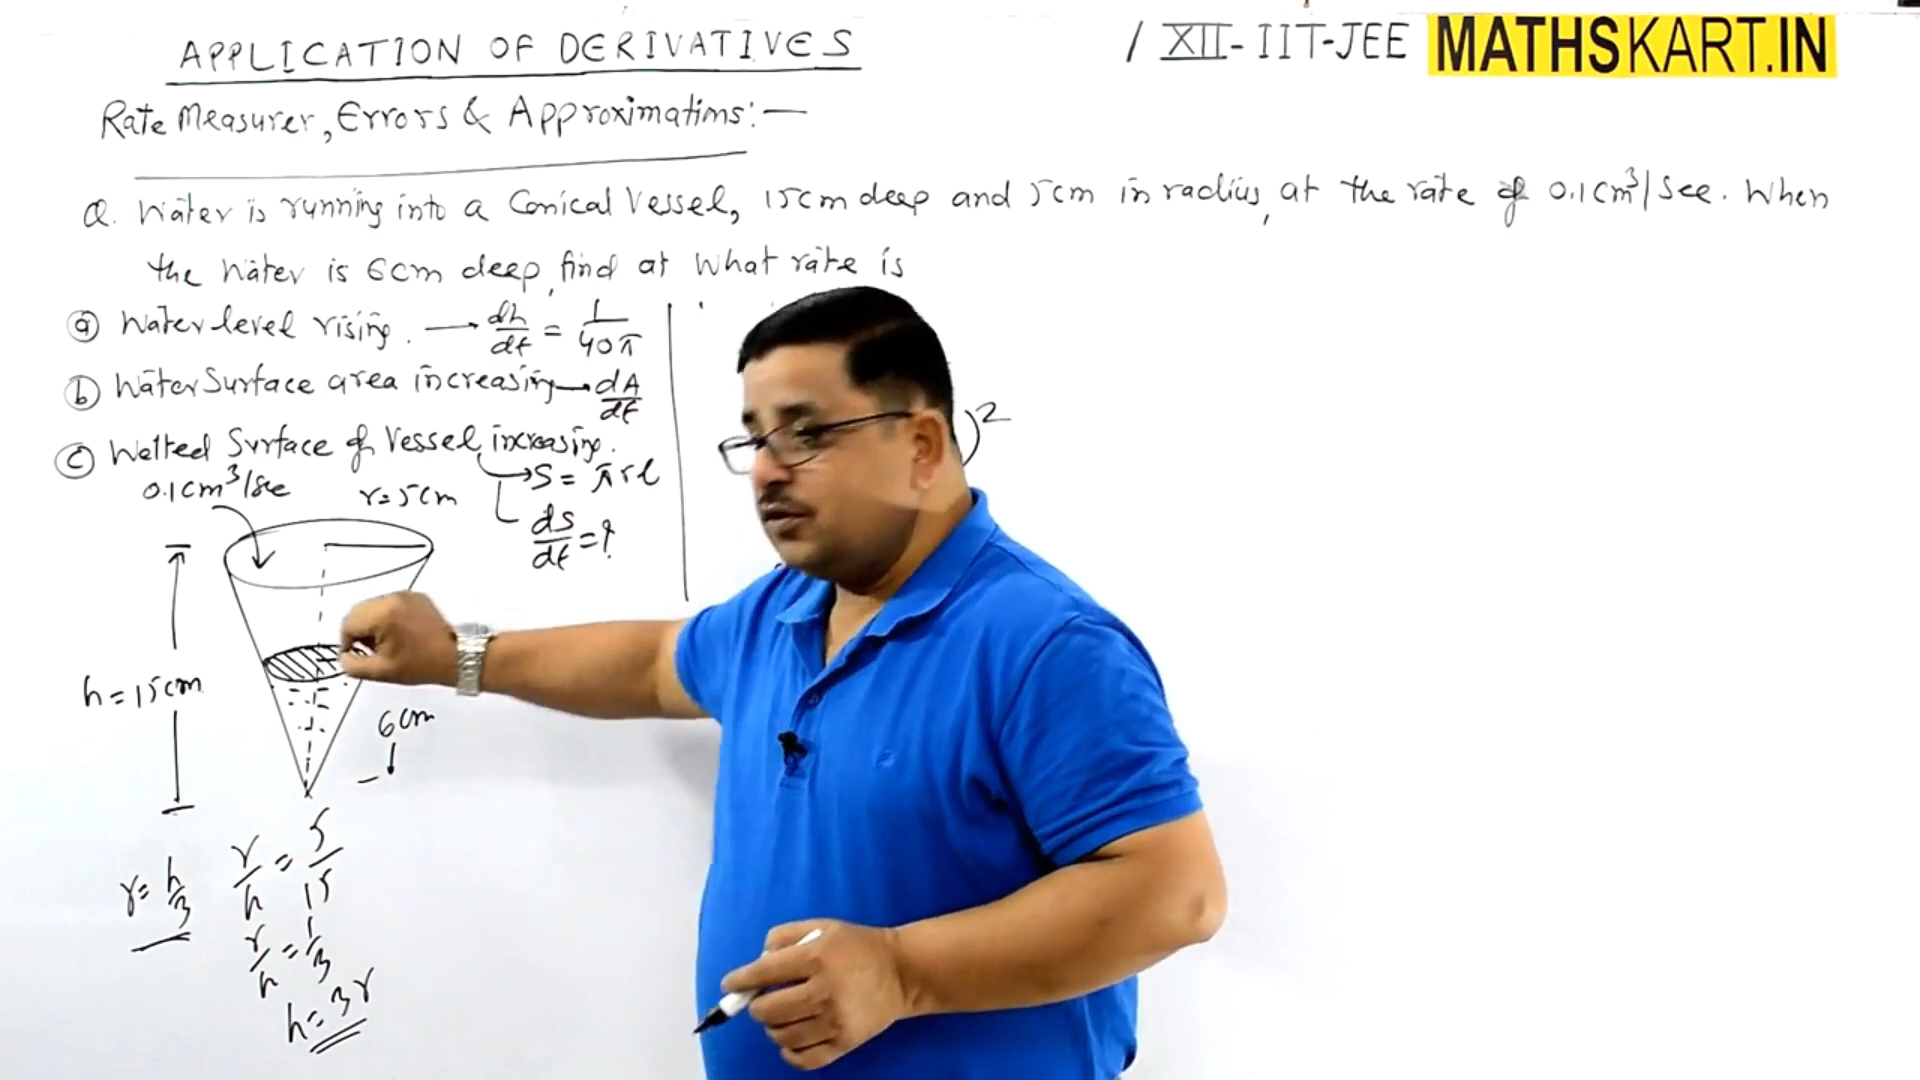 APPLICATION OF DERIVATIVES / XII-IIT-JEE MATHSKART.IN
Rate Measurer, Errors & Approximations:—
Q. Water is running into a Conical Vessel, 15cm deep and 5cm in radius, at the rate of 0.1cm³/sec. When
the water is 6cm deep, find at what rate is
(a) Water level rising. → dh/dt = 1/40π
(b) Water Surface area increasing → dA/dt
(c) Wetted Surface of Vessel increasing.
→ S = πrl
dS/dt = ?
0.1cm³/sec
r=5cm
h=15cm
6cm
r/h = 5/15
r/h = 1/3
h=3r
r=h/3
)²